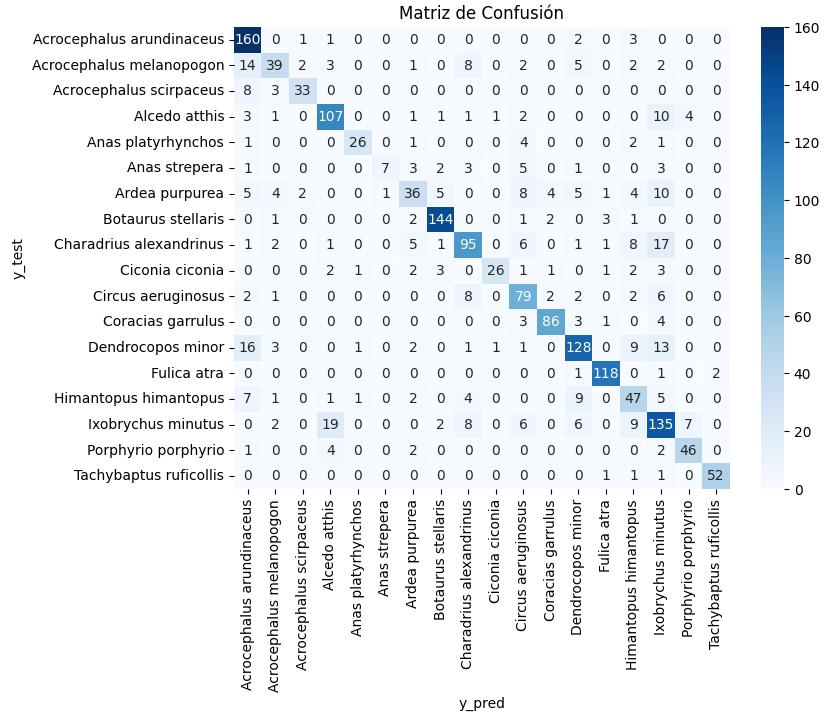 Matriz de Confusión
Acrocephalus arundinaceus 160 0 1 1 0 0 0 0 0 0 0 0 2 0 3 0 0 0
Acrocephalus melanopogon 14 39 2 3 0 0 1 0 8 0 2 0 5 0 2 2 0 0
Acrocephalus scirpaceus 8 3 33 0 0 0 0 0 0 0 0 0 0 0 0 0 0 0
Alcedo atthis 3 1 0 107 0 0 1 1 1 1 2 0 0 0 0 10 4 0
Anas platyrhynchos 1 0 0 0 26 0 1 0 0 0 4 0 0 0 2 1 0 0
Anas strepera 1 0 0 0 0 7 3 2 3 0 5 0 1 0 0 3 0 0
Ardea purpurea 5 4 2 0 0 1 36 5 0 0 8 4 5 1 4 10 0 0
Botaurus stellaris 0 1 0 0 0 0 2 144 0 0 1 2 0 3 1 0 0 0
Charadrius alexandrinus 1 2 0 1 0 0 5 1 95 0 6 0 1 1 8 17 0 0
Ciconia ciconia 0 0 0 2 1 0 2 3 0 26 1 1 0 1 2 3 0 0
Circus aeruginosus 2 1 0 0 0 0 0 0 8 0 79 2 2 0 2 6 0 0
Coracias garrulus 0 0 0 0 0 0 0 0 0 0 3 86 3 1 0 4 0 0
Dendrocopos minor 16 3 0 0 1 0 2 0 1 1 1 0 128 0 9 13 0 0
Fulica atra 0 0 0 0 0 0 0 0 0 0 0 0 1 118 0 1 0 2
Himantopus himantopus 7 1 0 1 1 0 2 0 4 0 0 0 9 0 47 5 0 0
Ixobrychus minutus 0 2 0 19 0 0 0 2 8 0 6 0 6 0 9 135 7 0
Porphyrio porphyrio 1 0 0 4 0 0 2 0 0 0 0 0 0 0 0 2 46 0
Tachybaptus ruficollis 0 0 0 0 0 0 0 0 0 0 0 0 0 1 1 1 0 52
y_test
Acrocephalus arundinaceus
Acrocephalus melanopogon
Acrocephalus scirpaceus
Alcedo atthis
Anas platyrhynchos
Anas strepera
Ardea purpurea
Botaurus stellaris
Charadrius alexandrinus
Ciconia ciconia
Circus aeruginosus
Coracias garrulus
Dendrocopos minor
Fulica atra
Himantopus himantopus
Ixobrychus minutus
Porphyrio porphyrio
Tachybaptus ruficollis
y_pred
160
140
120
100
80
60
40
20
0